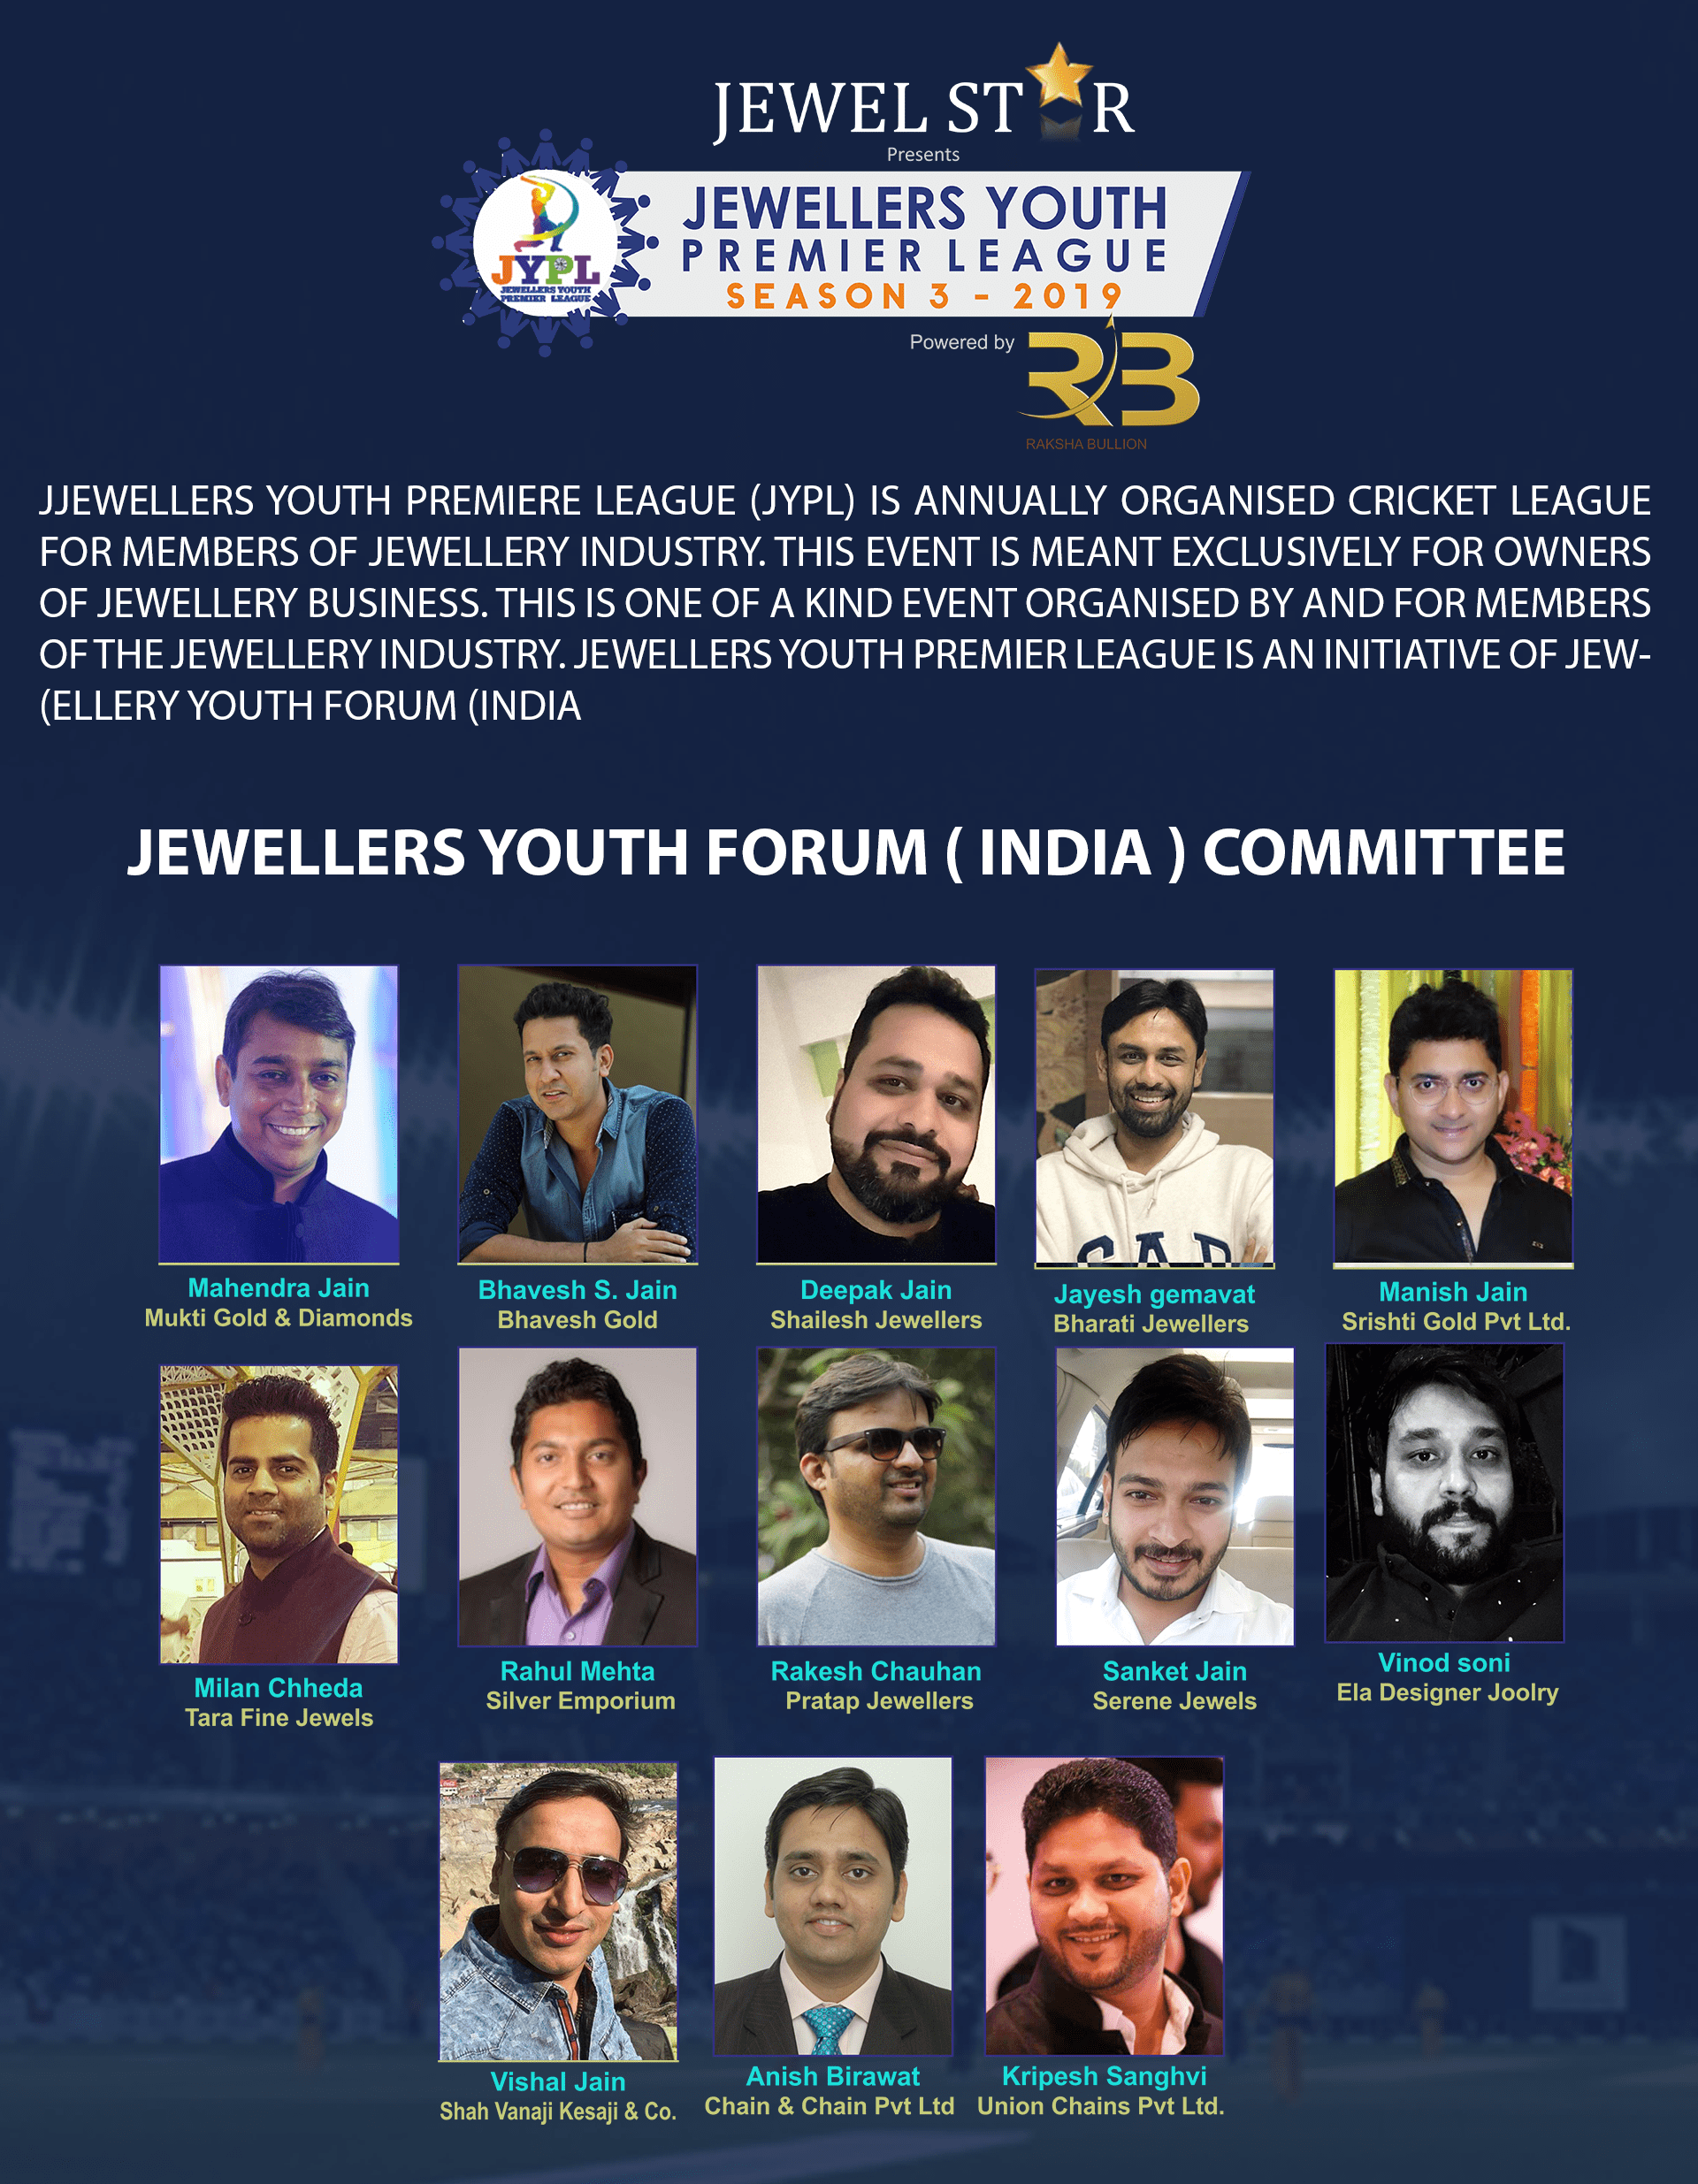 JEWEL ST R
Presents
JEWELLERS YOUTH
PREMIER LEAGUE
SEASON 3 - 2019
JYPL
JEWELLERS YOUTH
PREMIER LEAGUE
Powered by
RB
RAKSHA BULLION
JJEWELLERS YOUTH PREMIERE LEAGUE (JYPL) IS ANNUALLY ORGANISED CRICKET LEAGUE
FOR MEMBERS OF JEWELLERY INDUSTRY. THIS EVENT IS MEANT EXCLUSIVELY FOR OWNERS
OF JEWELLERY BUSINESS. THIS IS ONE OF A KIND EVENT ORGANISED BY AND FOR MEMBERS
OF THE JEWELLERY INDUSTRY. JEWELLERS YOUTH PREMIER LEAGUE IS AN INITIATIVE OF JEW-
(ELLERY YOUTH FORUM (INDIA
JEWELLERS YOUTH FORUM ( INDIA ) COMMITTEE
GAP
Mahendra Jain
Mukti Gold & Diamonds
Bhavesh S. Jain
Bhavesh Gold
Deepak Jain
Shailesh Jewellers
Jayesh gemavat
Bharati Jewellers
Manish Jain
Srishti Gold Pvt Ltd.
Milan Chheda
Tara Fine Jewels
Rahul Mehta
Silver Emporium
Rakesh Chauhan
Pratap Jewellers
Sanket Jain
Serene Jewels
Vinod soni
Ela Designer Joolry
Vishal Jain
Shah Vanaji Kesaji & Co.
Anish Birawat
Chain & Chain Pvt Ltd
Kripesh Sanghvi
Union Chains Pvt Ltd.